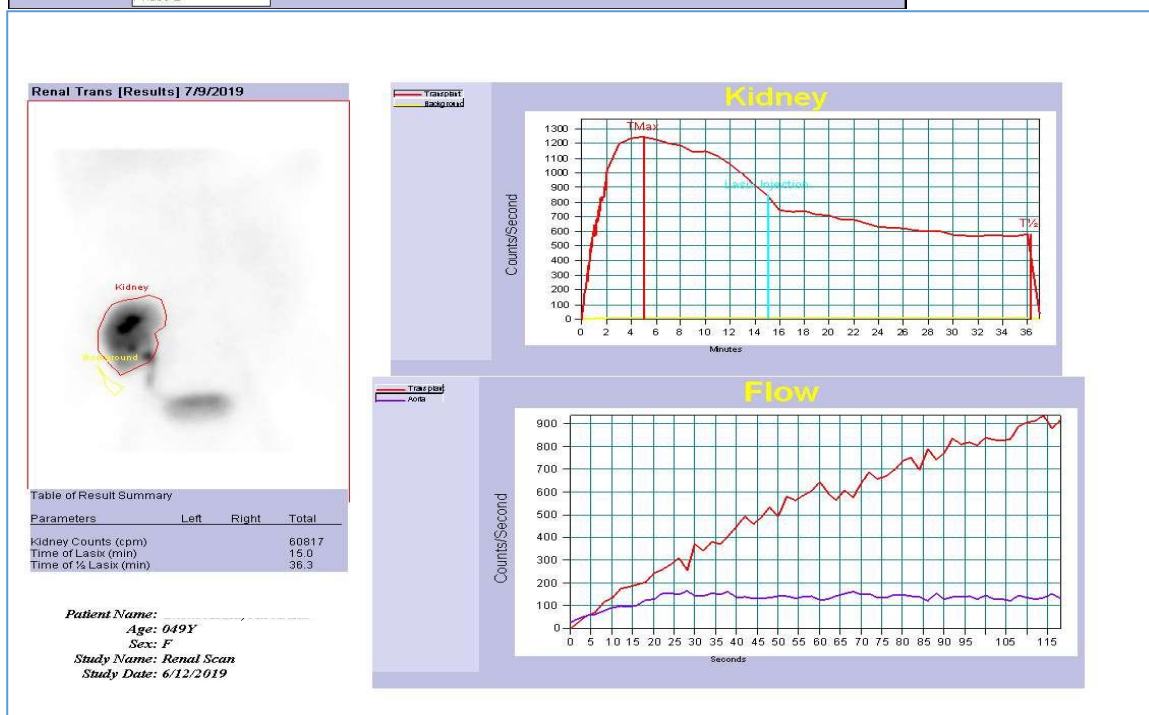 Renal Trans [Results] 7/9/2019
Kidney
Background
Table of Result Summary
Parameters Left Right Total
Kidney Counts (cpm) 60817
Time of Lasix (min) 15.0
Time of ½ Lasix (min) 36.3
Patient Name:
Age: 049Y
Sex: F
Study Name: Renal Scan
Study Date: 6/12/2019
Transplant
Background
Kidney
TMax
Lasix Injection
T½
Counts/Second
1300
1200
1100
1000
900
800
700
600
500
400
300
200
100
0
0 2 4 6 8 10 12 14 16 18 20 22 24 26 28 30 32 34 36
Minutes
Transplant
Aorta
Flow
Counts/Second
900
800
700
600
500
400
300
200
100
0
0 5 10 15 20 25 30 35 40 45 50 55 60 65 70 75 80 85 90 95 105 115
Seconds